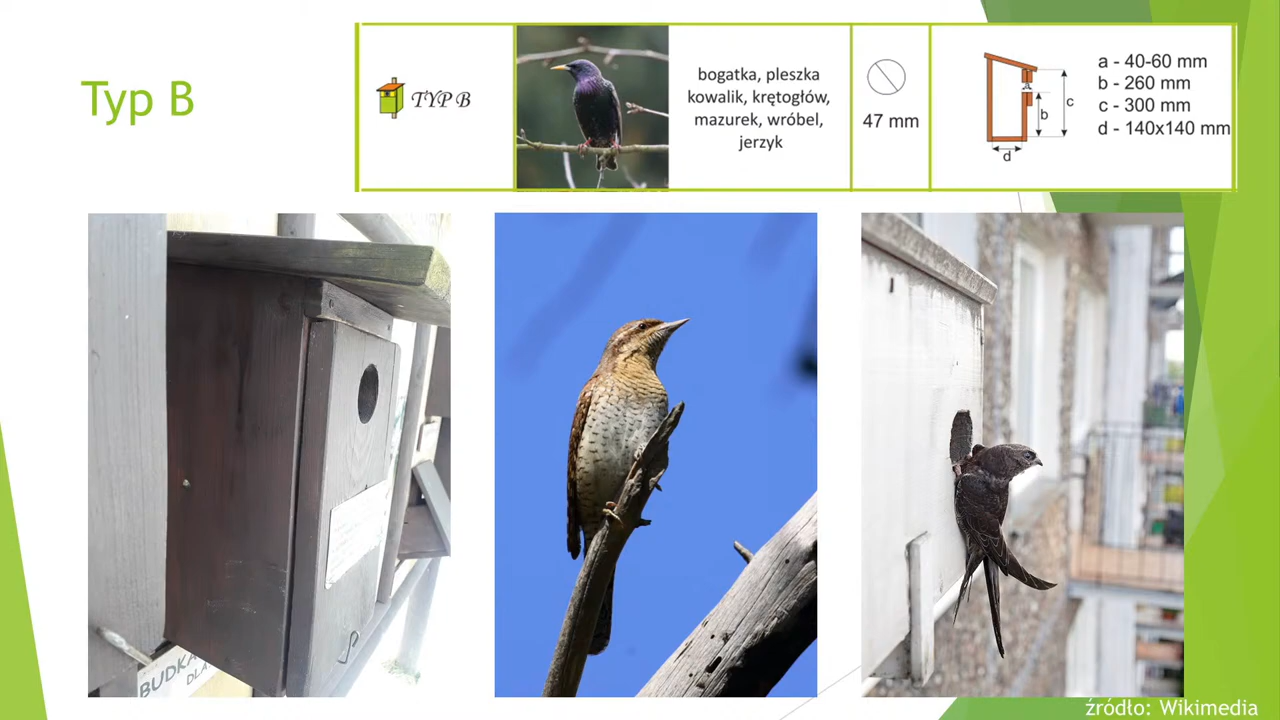 Typ B
TYP B
bogatka, pleszka
kowalik, krętogłów,
mazurek, wróbel,
jerzyk
47 mm
a
b
c
d
a - 40-60 mm
b - 260 mm
c - 300 mm
d - 140x140 mm
BUDKA
DLA
źródło: Wikimedia